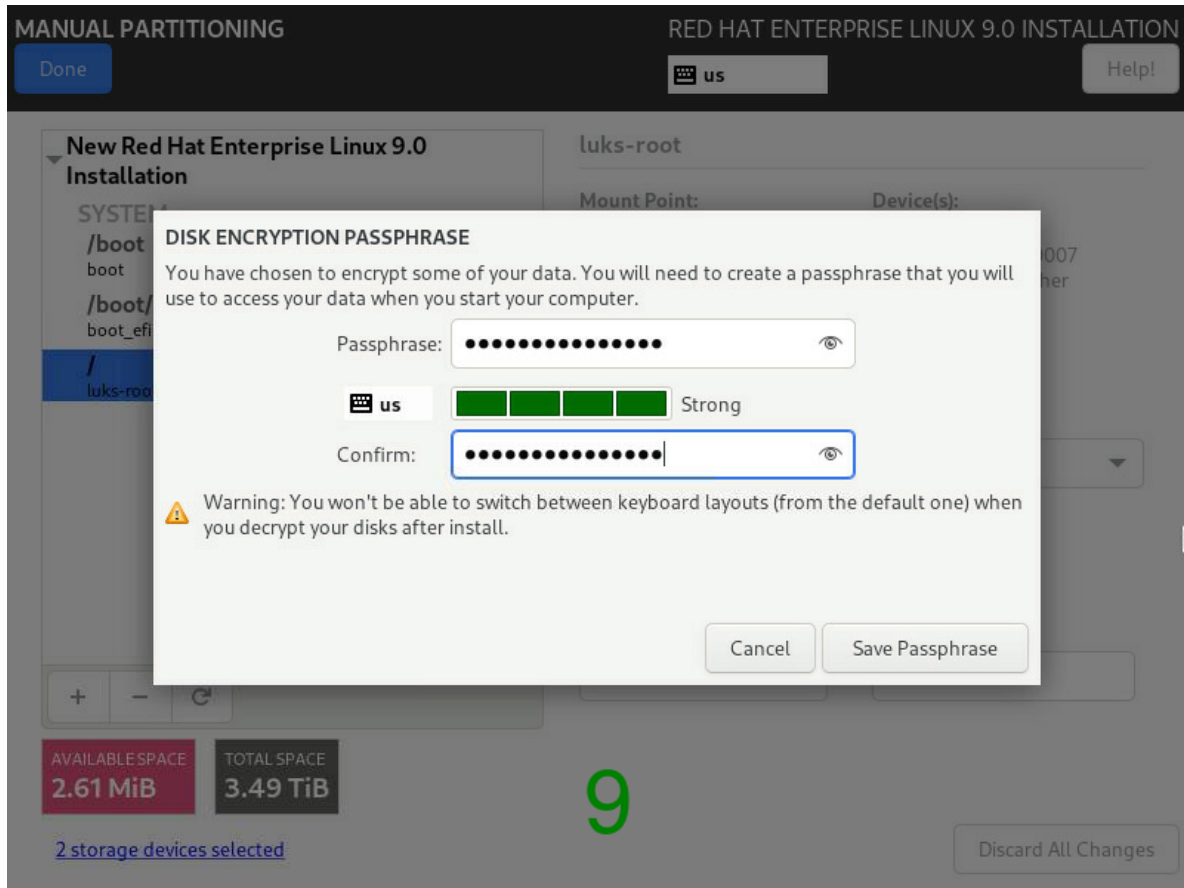 MANUAL PARTITIONING
RED HAT ENTERPRISE LINUX 9.0 INSTALLATION
Done
us
Help!
New Red Hat Enterprise Linux 9.0
Installation
SYSTEM
/boot
boot
/boot/
boot_efi
/
luks-roo
luks-root
Mount Point:
Device(s):
0007
her
DISK ENCRYPTION PASSPHRASE
You have chosen to encrypt some of your data. You will need to create a passphrase that you will
use to access your data when you start your computer.
Passphrase: •••••••••••••••
us
Strong
Confirm: •••••••••••••••
Warning: You won't be able to switch between keyboard layouts (from the default one) when
you decrypt your disks after install.
Cancel
Save Passphrase
+ −
AVAILABLE SPACE
2.61 MiB
TOTAL SPACE
3.49 TiB
9
2 storage devices selected
Discard All Changes